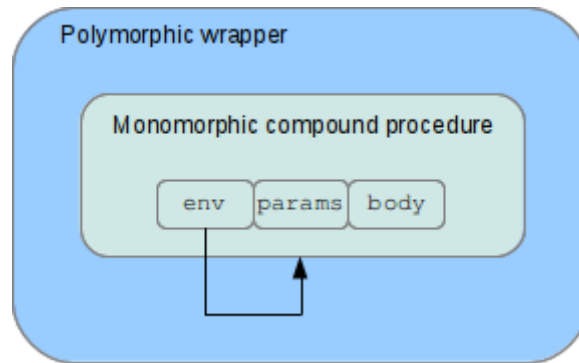 Polymorphic wrapper
Monomorphic compound procedure
env params body